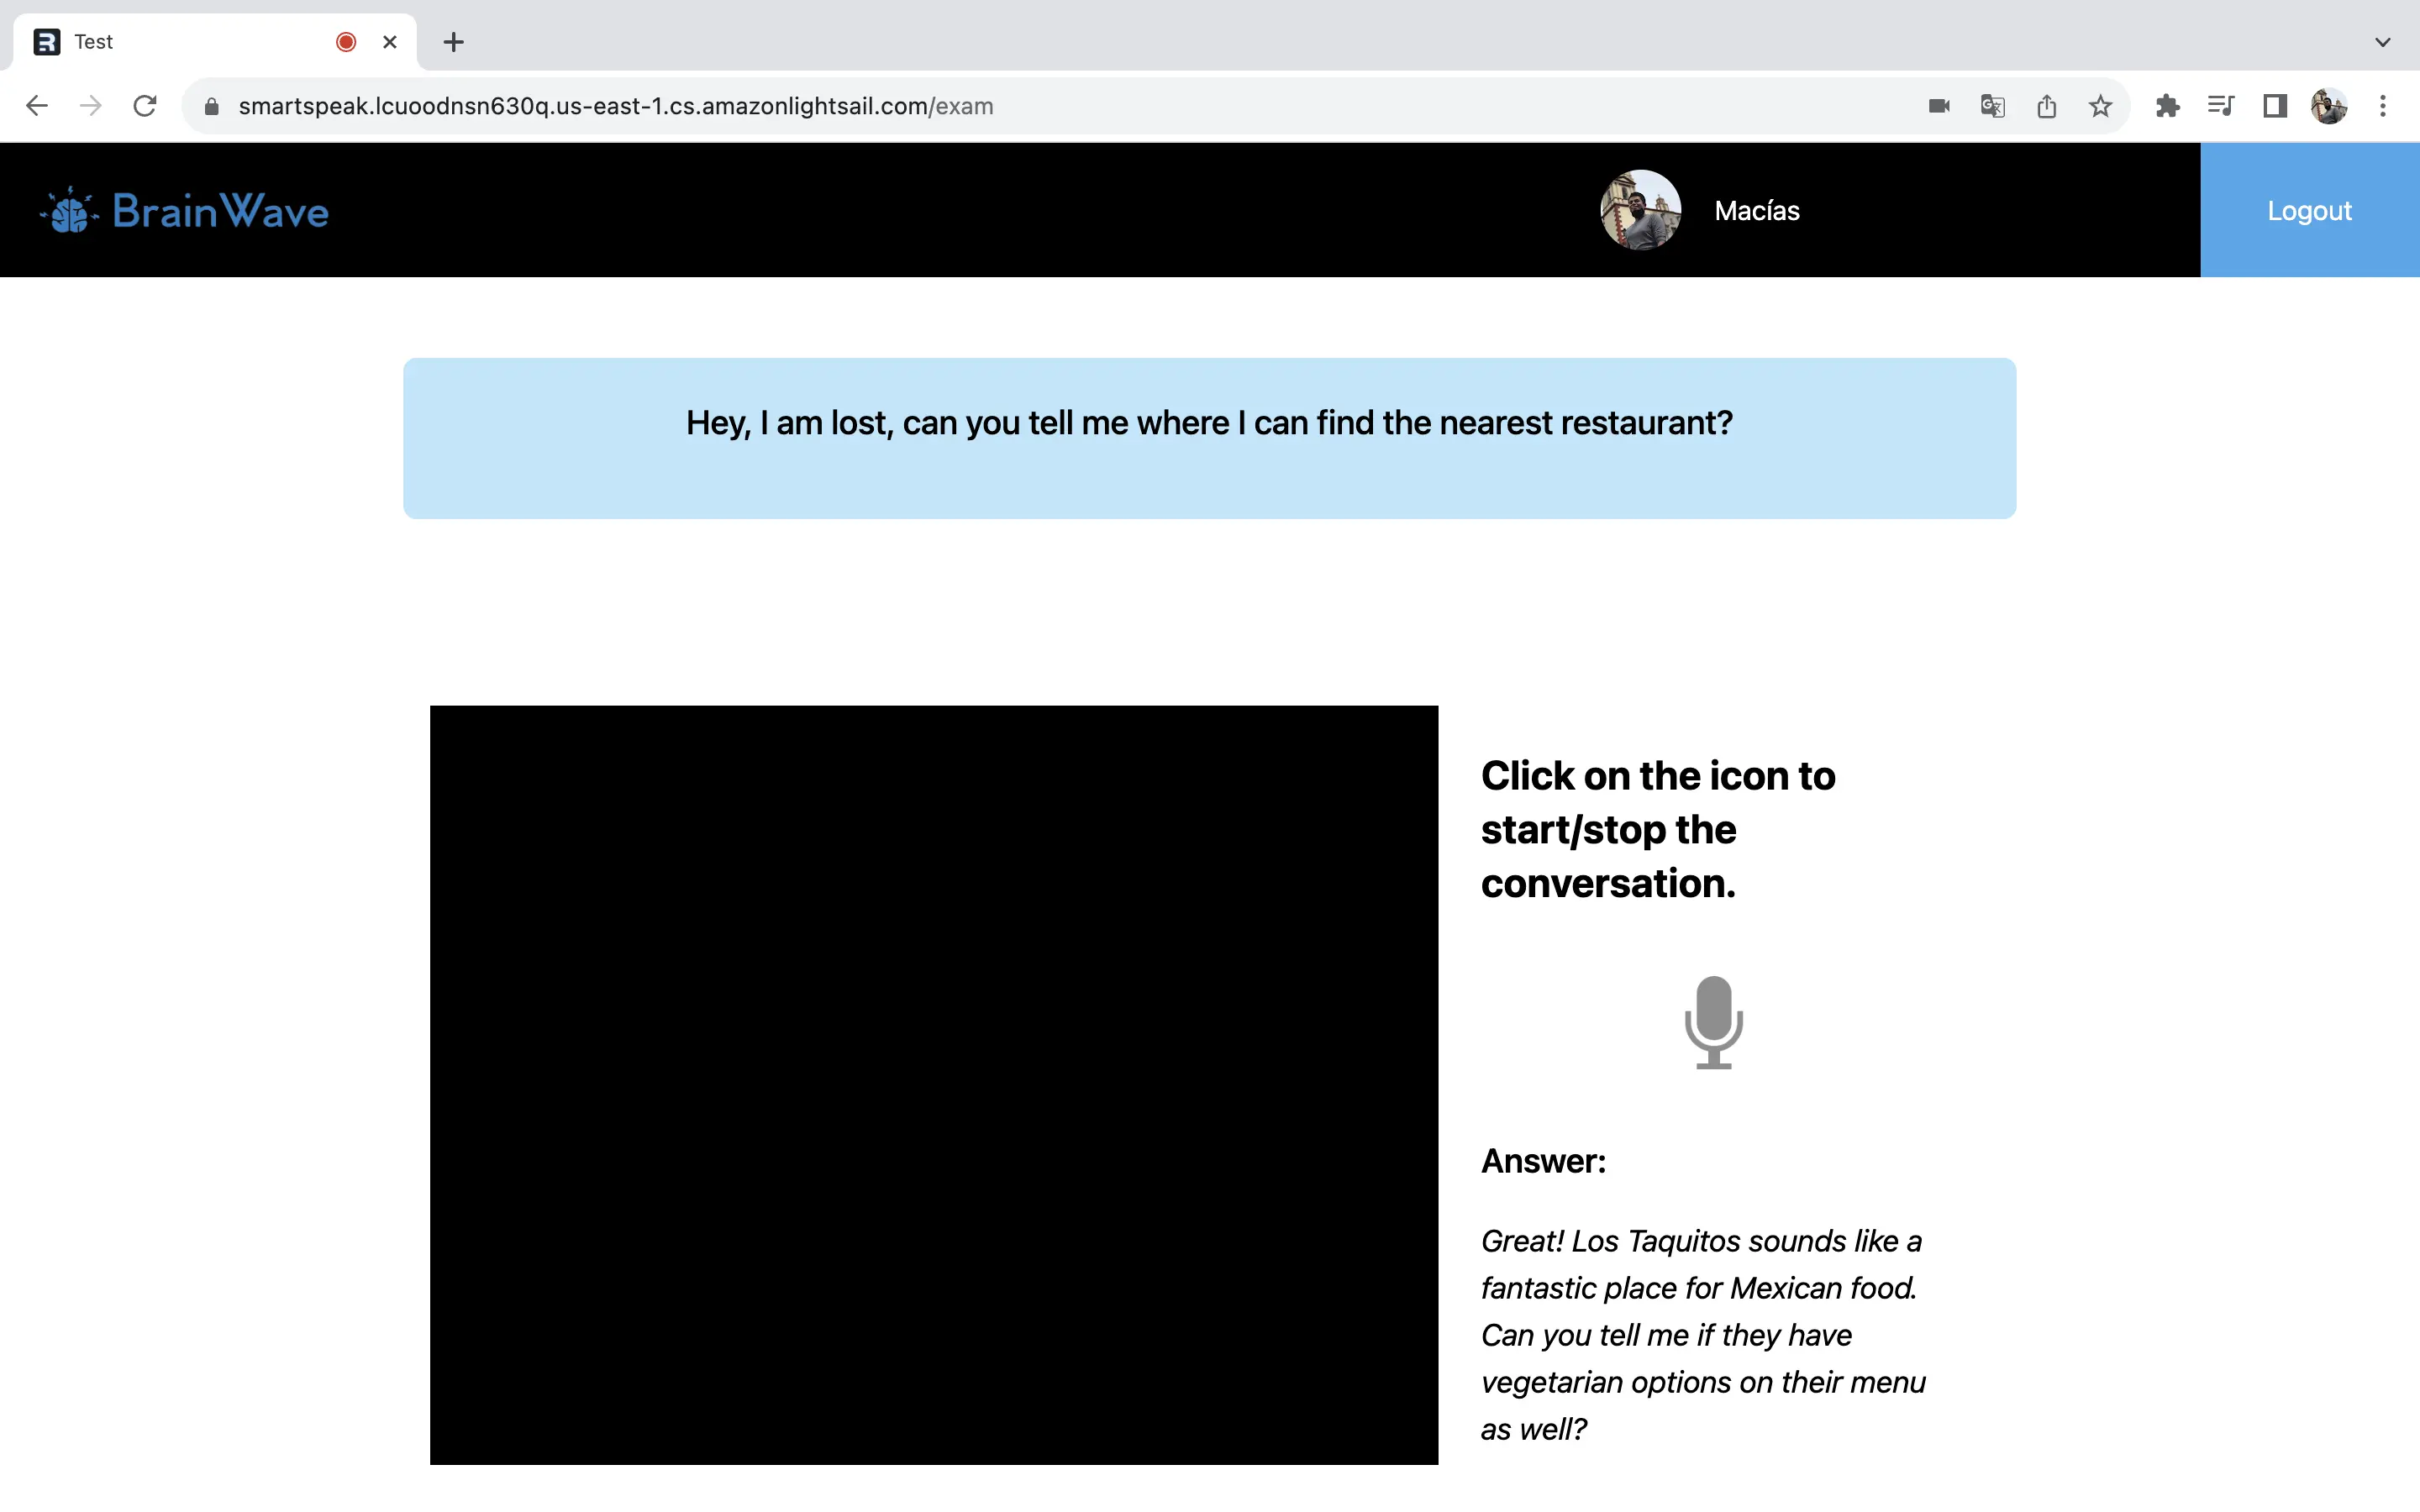 Test
smartspeak.lcuoodnsn630q.us-east-1.cs.amazonlightsail.com/exam
BrainWave
Macías
Logout
Hey, I am lost, can you tell me where I can find the nearest restaurant?
Click on the icon to
start/stop the
conversation.
Answer:
Great! Los Taquitos sounds like a
fantastic place for Mexican food.
Can you tell me if they have
vegetarian options on their menu
as well?